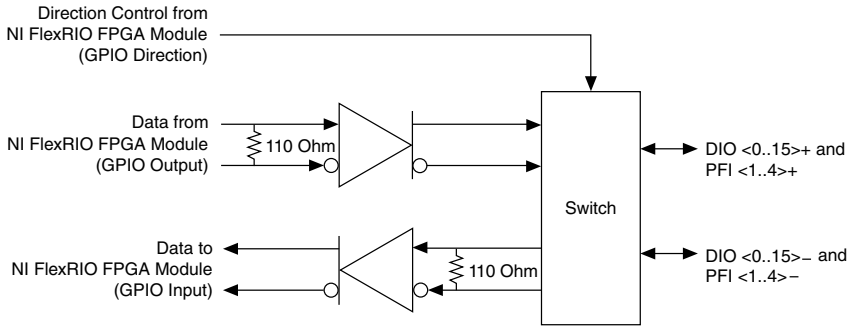 Direction Control from
NI FlexRIO FPGA Module
(GPIO Direction)
Data from
NI FlexRIO FPGA Module
(GPIO Output)
110 Ohm
DIO <0..15>+ and
PFI <1..4>+
Switch
Data to
NI FlexRIO FPGA Module
(GPIO Input)
110 Ohm
DIO <0..15>− and
PFI <1..4>−